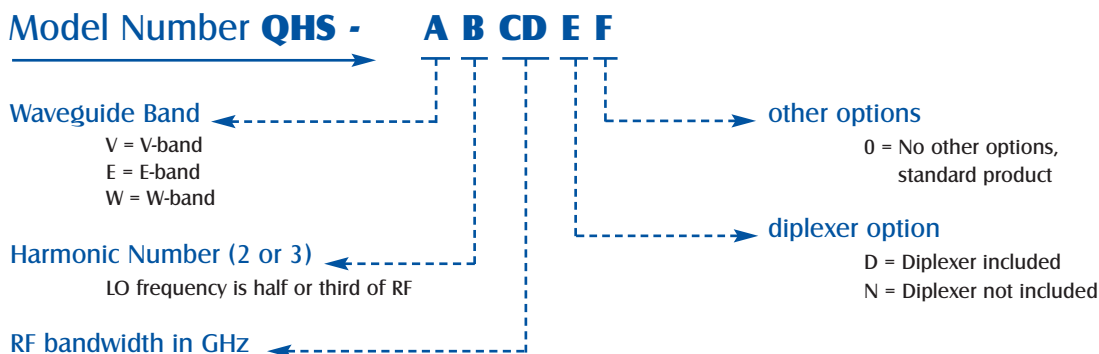 Model Number QHS - A B CD E F
Waveguide Band
V = V-band
E = E-band
W = W-band
Harmonic Number (2 or 3)
LO frequency is half or third of RF
RF bandwidth in GHz
other options
0 = No other options,
standard product
diplexer option
D = Diplexer included
N = Diplexer not included